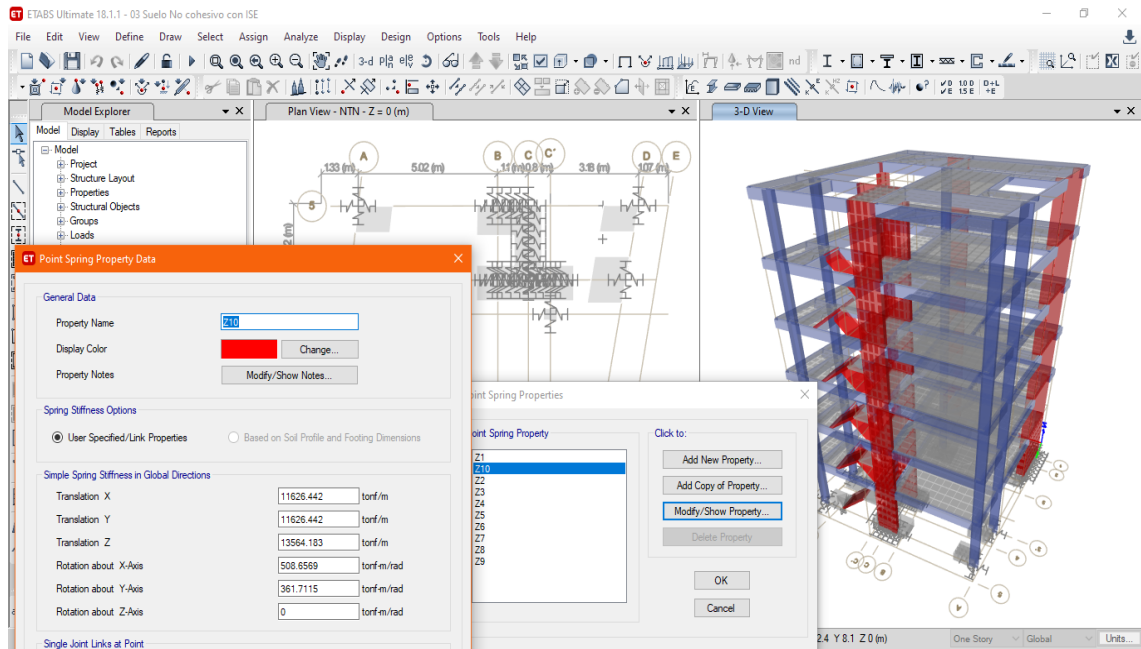 ETABS Ultimate 18.1.1 - 03 Suelo No cohesivo con ISE
File Edit View Define Draw Select Assign Analyze Display Design Options Tools Help
3-d
nd
Model Explorer
Plan View - NTN - Z = 0 (m)
3-D View
Model Display Tables Reports
Model
Project
Structure Layout
Properties
Structural Objects
Groups
Loads
A B C C' D E
1.33 (m) 5.02 (m) 1.1 (m) 0.8 (m) 3.18 (m) 1.07 (m)
5
Point Spring Property Data
General Data
Property Name Z10
Display Color Change...
Property Notes Modify/Show Notes...
Spring Stiffness Options
User Specified/Link Properties Based on Soil Profile and Footing Dimensions
Simple Spring Stiffness in Global Directions
Translation X 11626.442 tonf/m
Translation Y 11626.442 tonf/m
Translation Z 13564.183 tonf/m
Rotation about X-Axis 508.6569 tonf-m/rad
Rotation about Y-Axis 361.7115 tonf-m/rad
Rotation about Z-Axis 0 tonf-m/rad
Single Joint Links at Point
oint Spring Properties
oint Spring Property
Z1
Z10
Z2
Z3
Z4
Z5
Z6
Z7
Z8
Z9
Click to:
Add New Property...
Add Copy of Property...
Modify/Show Property...
Delete Property
OK
Cancel
2.4 Y 8.1 Z 0 (m)
One Story Global Units...